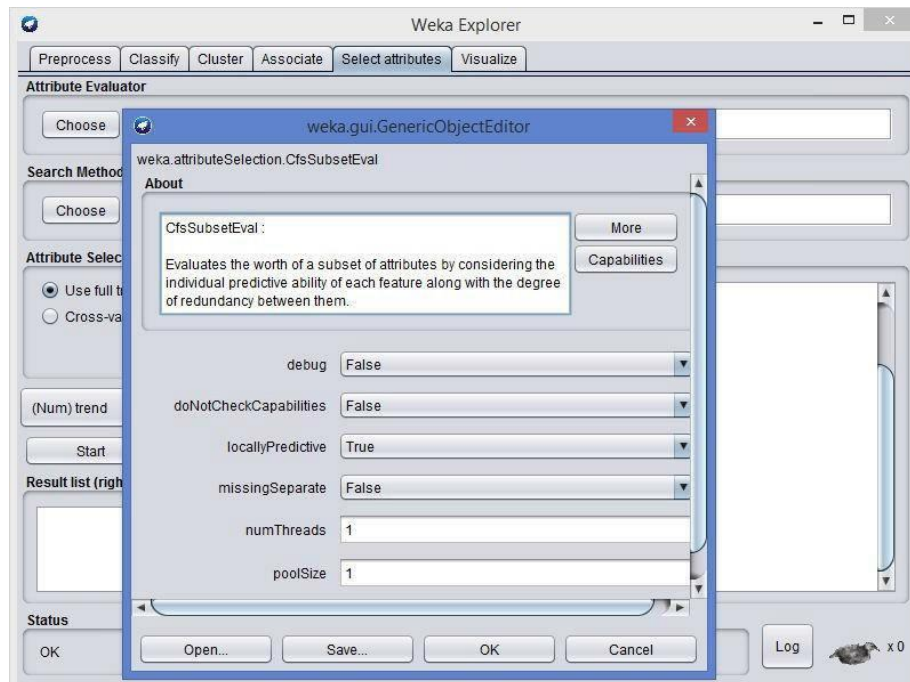 Weka Explorer
Preprocess Classify Cluster Associate Select attributes Visualize
Attribute Evaluator
Choose
weka.gui.GenericObjectEditor
weka.attributeSelection.CfsSubsetEval
Search Method
About
Choose
CfsSubsetEval :
More
Evaluates the worth of a subset of attributes by considering the
Capabilities
individual predictive ability of each feature along with the degree
of redundancy between them.
Attribute Selec
Use full t
Cross-va
debug False
doNotCheckCapabilities False
(Num) trend
locallyPredictive True
Start
missingSeparate False
Result list (righ
numThreads 1
poolSize 1
Status
OK
Open... Save... OK Cancel
Log
x 0